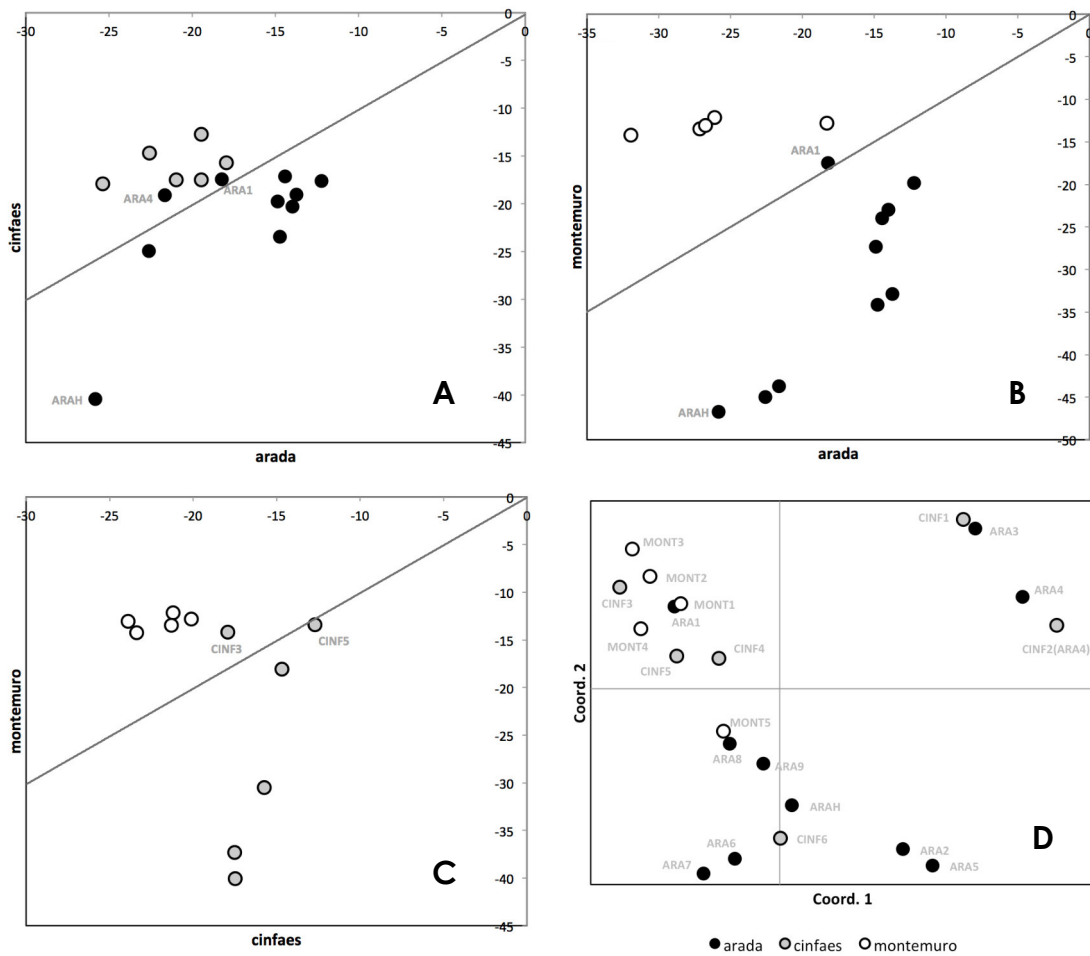 -30 -25 -20 -15 -10 -5 0
0
-5
-10
-15
-20
-25
-30
-35
-40
-45
cinfaes
ARA4
ARA1
ARAH
A
arada
-35 -30 -25 -20 -15 -10 -5 0
-5
-10
-15
-20
-25
-30
-35
-40
-45
-50
montemuro
ARA1
ARAH
B
arada
-30 -25 -20 -15 -10 -5 0
0
-5
-10
-15
-20
-25
-30
-35
-40
-45
montemuro
CINF3
CINF5
C
cinfaes
CINF1
ARA3
MONT3
MONT2
CINF3
MONT1
ARA1
ARA4
MONT4
CINF2(ARA4)
CINF5
CINF4
Coord. 2
MONT5
ARA8
ARA9
ARAH
CINF6
ARA6
ARA7
ARA2
ARA5
D
Coord. 1
arada cinfaes montemuro